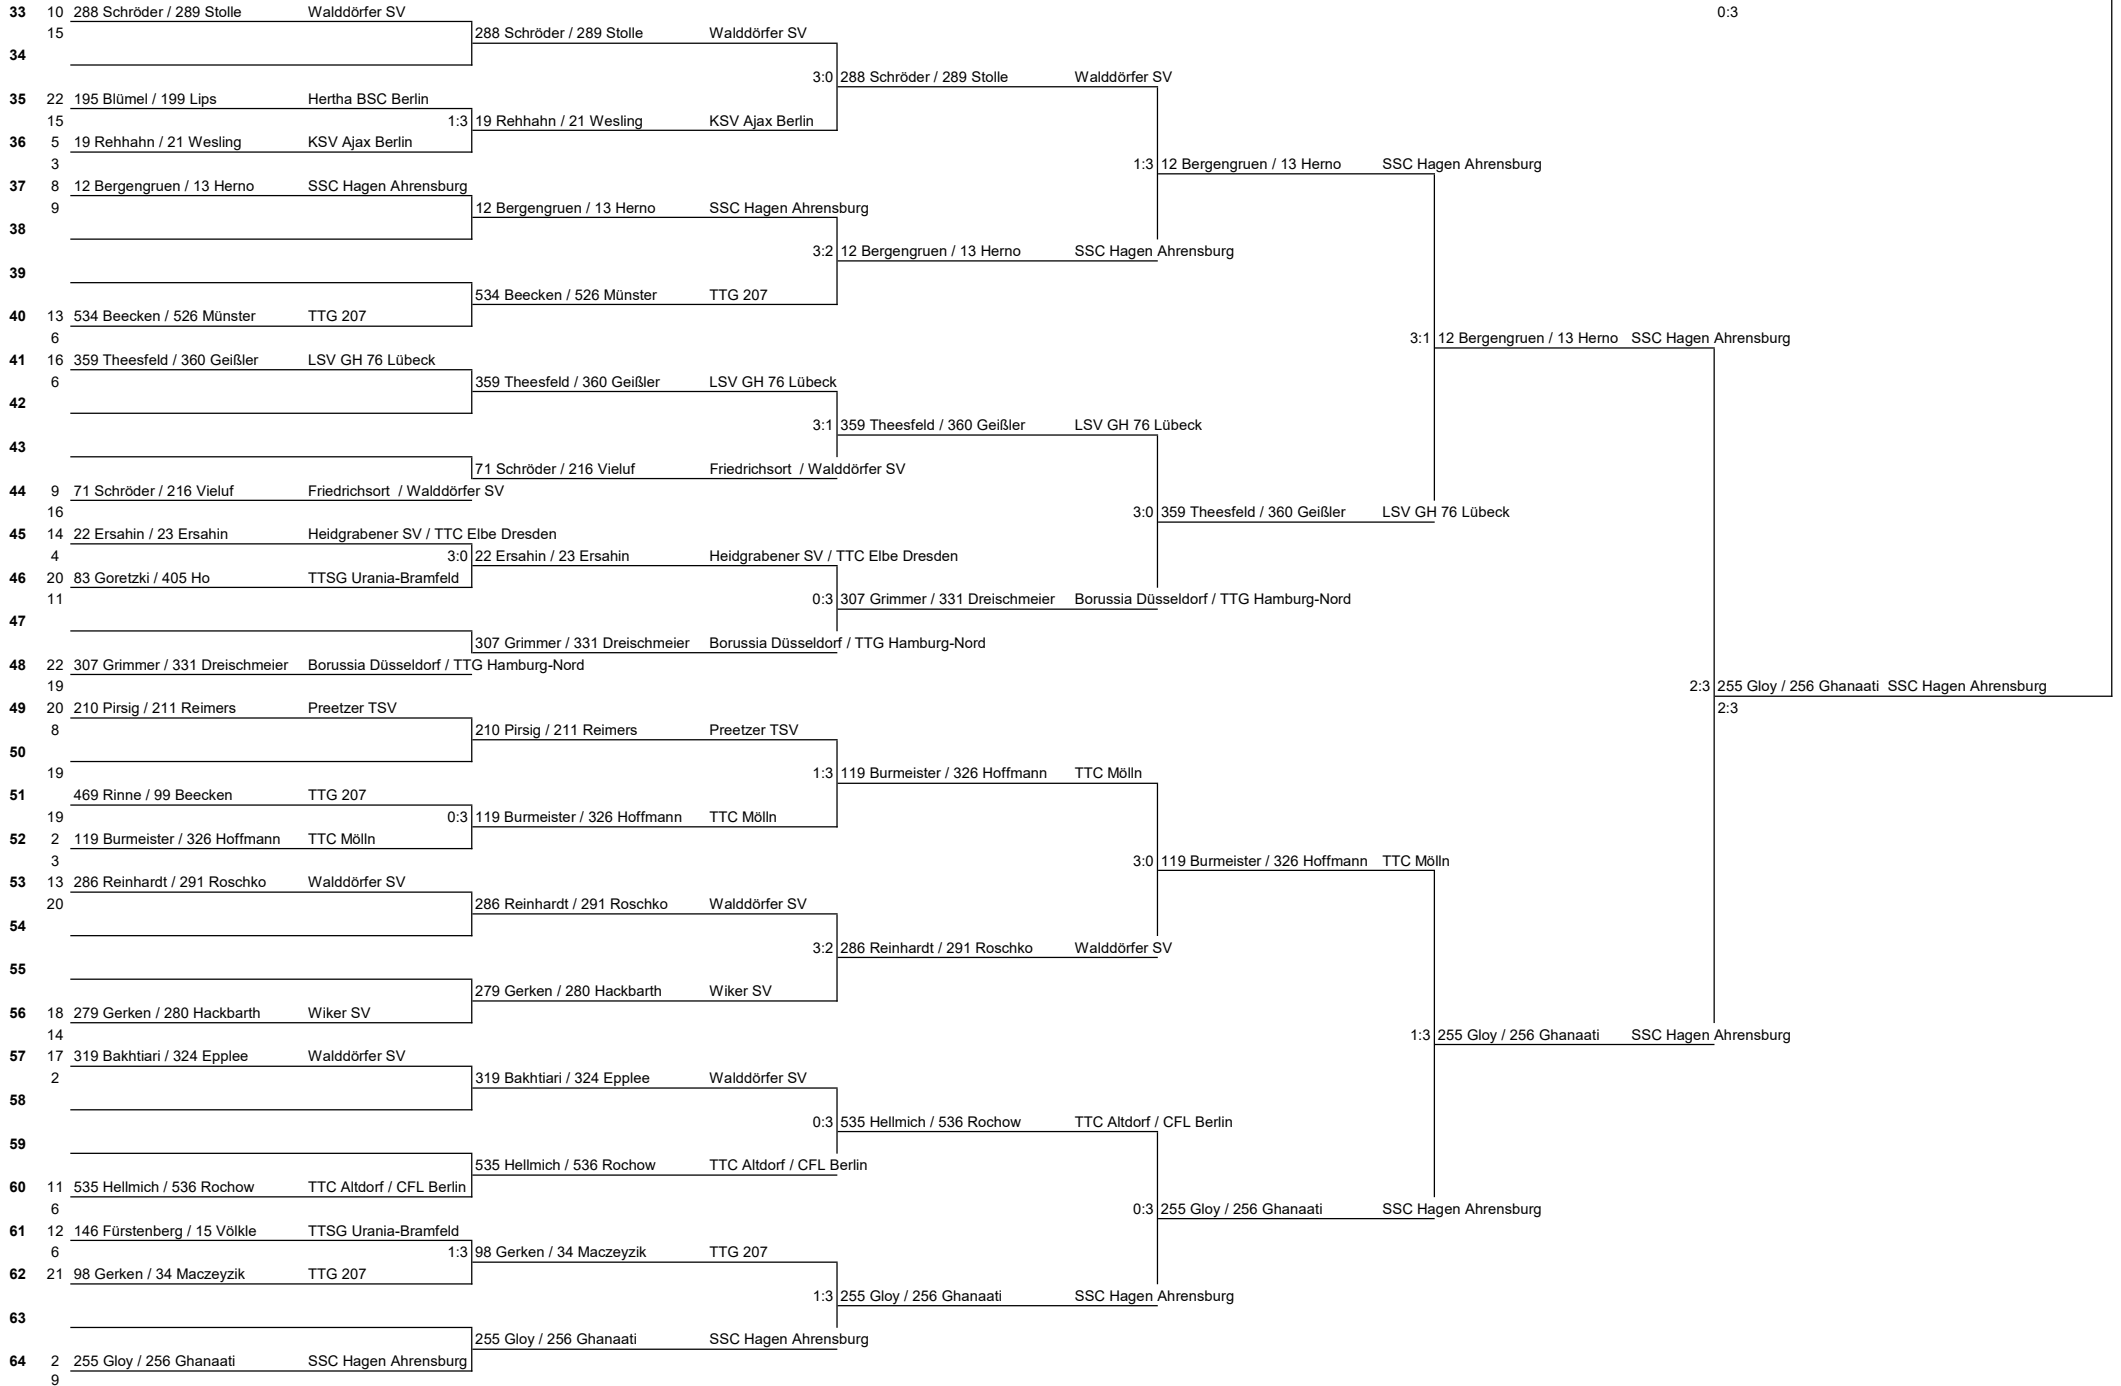 33 10 288 Schröder / 289 Stolle Walddörfer SV 0:3
15 288 Schröder / 289 Stolle Walddörfer SV
34
3:0 288 Schröder / 289 Stolle Walddörfer SV
35 22 195 Blümel / 199 Lips Hertha BSC Berlin
15 1:3 19 Rehhahn / 21 Wesling KSV Ajax Berlin
36 5 19 Rehhahn / 21 Wesling KSV Ajax Berlin
3 1:3 12 Bergengruen / 13 Herno SSC Hagen Ahrensburg
37 8 12 Bergengruen / 13 Herno SSC Hagen Ahrensburg
9 12 Bergengruen / 13 Herno SSC Hagen Ahrensburg
38
3:2 12 Bergengruen / 13 Herno SSC Hagen Ahrensburg
39
534 Beecken / 526 Münster TTG 207
40 13 534 Beecken / 526 Münster TTG 207
6 3:1 12 Bergengruen / 13 Herno SSC Hagen Ahrensburg
41 16 359 Theesfeld / 360 Geißler LSV GH 76 Lübeck
6 359 Theesfeld / 360 Geißler LSV GH 76 Lübeck
42
3:1 359 Theesfeld / 360 Geißler LSV GH 76 Lübeck
43
71 Schröder / 216 Vieluf Friedrichsort / Walddörfer SV
44 9 71 Schröder / 216 Vieluf Friedrichsort / Walddörfer SV
16 3:0 359 Theesfeld / 360 Geißler LSV GH 76 Lübeck
45 14 22 Ersahin / 23 Ersahin Heidgrabener SV / TTC Elbe Dresden
4 3:0 22 Ersahin / 23 Ersahin Heidgrabener SV / TTC Elbe Dresden
46 20 83 Goretzki / 405 Ho TTSG Urania-Bramfeld
11 0:3 307 Grimmer / 331 Dreischmeier Borussia Düsseldorf / TTG Hamburg-Nord
47
307 Grimmer / 331 Dreischmeier Borussia Düsseldorf / TTG Hamburg-Nord
48 22 307 Grimmer / 331 Dreischmeier Borussia Düsseldorf / TTG Hamburg-Nord
19 2:3 255 Gloy / 256 Ghanaati SSC Hagen Ahrensburg
49 20 210 Pirsig / 211 Reimers Preetzer TSV 2:3
8 210 Pirsig / 211 Reimers Preetzer TSV
50
19 1:3 119 Burmeister / 326 Hoffmann TTC Mölln
51 469 Rinne / 99 Beecken TTG 207
19 0:3 119 Burmeister / 326 Hoffmann TTC Mölln
52 2 119 Burmeister / 326 Hoffmann TTC Mölln
3 3:0 119 Burmeister / 326 Hoffmann TTC Mölln
53 13 286 Reinhardt / 291 Roschko Walddörfer SV
20 286 Reinhardt / 291 Roschko Walddörfer SV
54
3:2 286 Reinhardt / 291 Roschko Walddörfer SV
55
279 Gerken / 280 Hackbarth Wiker SV
56 18 279 Gerken / 280 Hackbarth Wiker SV
14 1:3 255 Gloy / 256 Ghanaati SSC Hagen Ahrensburg
57 17 319 Bakhtiari / 324 Epplee Walddörfer SV
2 319 Bakhtiari / 324 Epplee Walddörfer SV
58
0:3 535 Hellmich / 536 Rochow TTC Altdorf / CFL Berlin
59
535 Hellmich / 536 Rochow TTC Altdorf / CFL Berlin
60 11 535 Hellmich / 536 Rochow TTC Altdorf / CFL Berlin
6 0:3 255 Gloy / 256 Ghanaati SSC Hagen Ahrensburg
61 12 146 Fürstenberg / 15 Völkle TTSG Urania-Bramfeld
6 1:3 98 Gerken / 34 Maczeyzik TTG 207
62 21 98 Gerken / 34 Maczeyzik TTG 207
1:3 255 Gloy / 256 Ghanaati SSC Hagen Ahrensburg
63
255 Gloy / 256 Ghanaati SSC Hagen Ahrensburg
64 2 255 Gloy / 256 Ghanaati SSC Hagen Ahrensburg
9